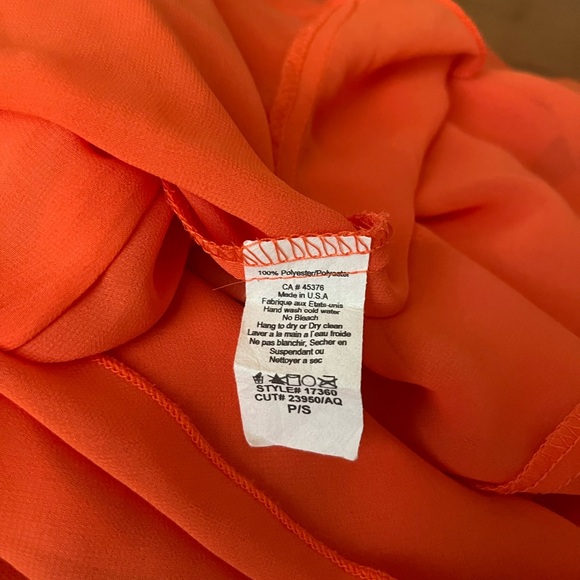 100% Polyester/Polyester
CA # 45376
Made in U.S.A
Fabrique aux Etats-unis
Hand wash cold water
No Bleach
Hang to dry or Dry clean
Laver a la main a l'eau froide
Ne pas blanchir, Secher en
Suspendant ou
Nettoyer a sec
STYLE# 17360
CUT# 23950/AQ
P/S